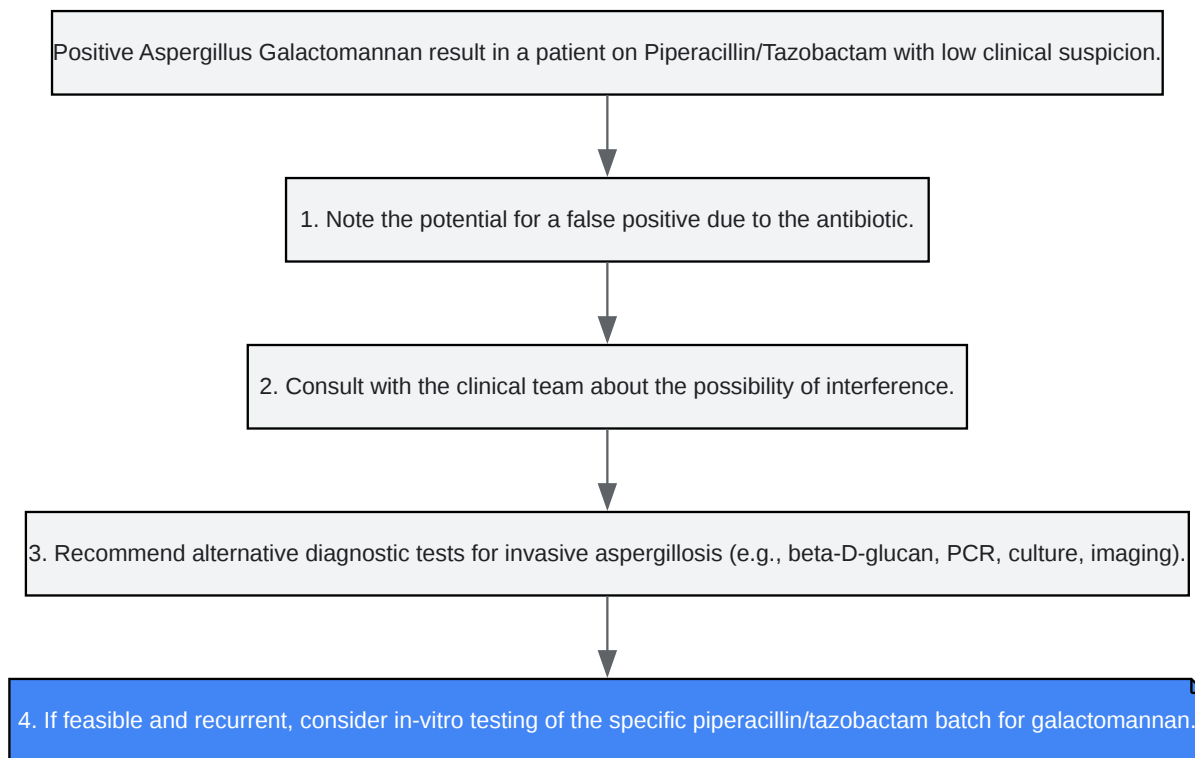 Positive Aspergillus Galactomannan result in a patient on Piperacillin/Tazobactam with low clinical suspicion.
1. Note the potential for a false positive due to the antibiotic.
2. Consult with the clinical team about the possibility of interference.
3. Recommend alternative diagnostic tests for invasive aspergillosis (e.g., beta-D-glucan, PCR, culture, imaging).
4. If feasible and recurrent, consider in-vitro testing of the specific piperacillin/tazobactam batch for galactomannan.